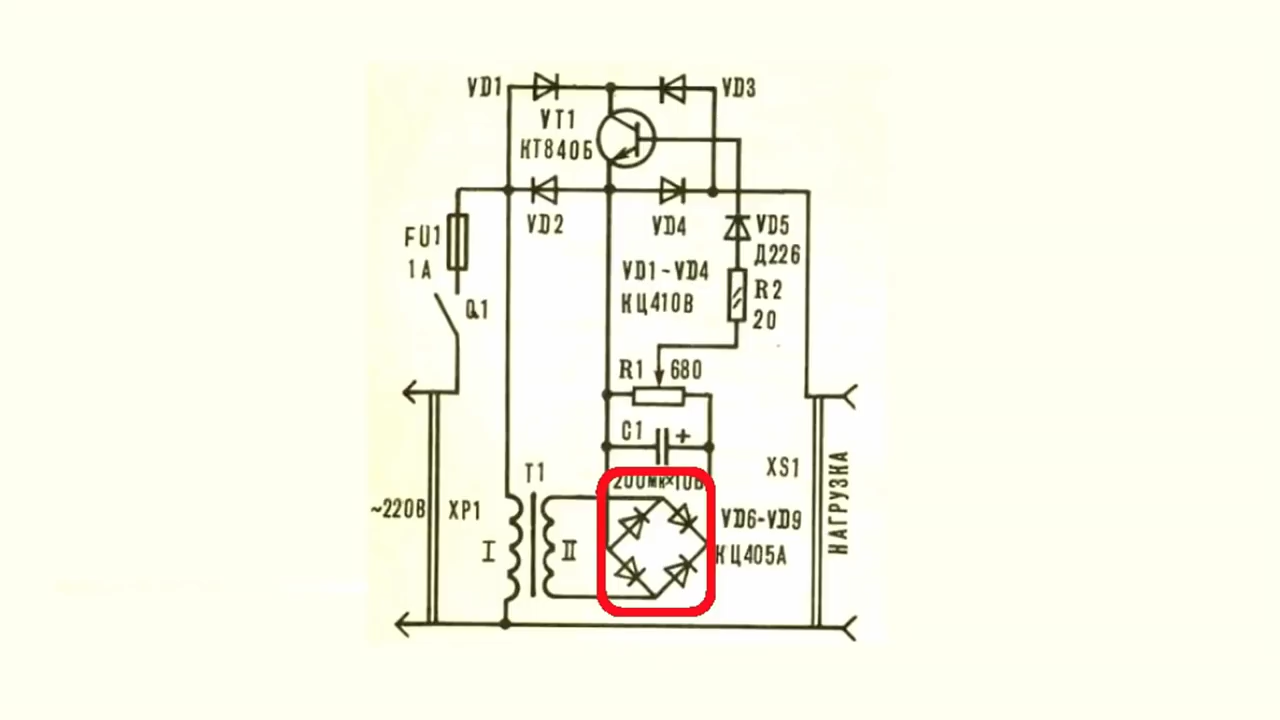 VD1
VD3
VT1
КТ840Б
VD2
VD4
VD5
Д226
FU1
1А
Q1
VD1-VD4
КЦ410В
R2
20
R1 680
C1 +
200мк×10В
T1
XS1
НАГРУЗКА
~220В
XP1
I
II
VD6-VD9
КЦ405А